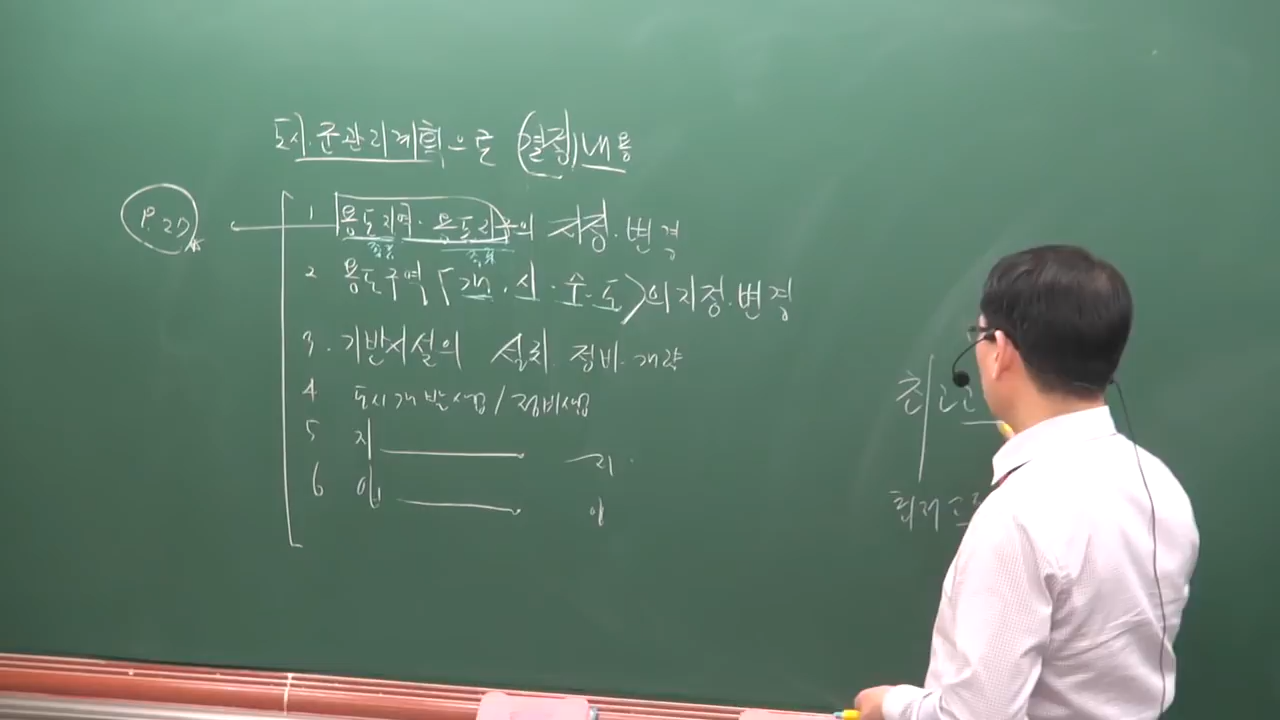 도시.군관리계획으로 (결정)내용
P.27
1 용도지역.용도지구의 지정.변경
2 용도구역「개.시.수.도>의 지정.변경
3. 기반시설의 설치 정비.개량
4 도시개발사업/정비사업
5 지 지.
6 입 이